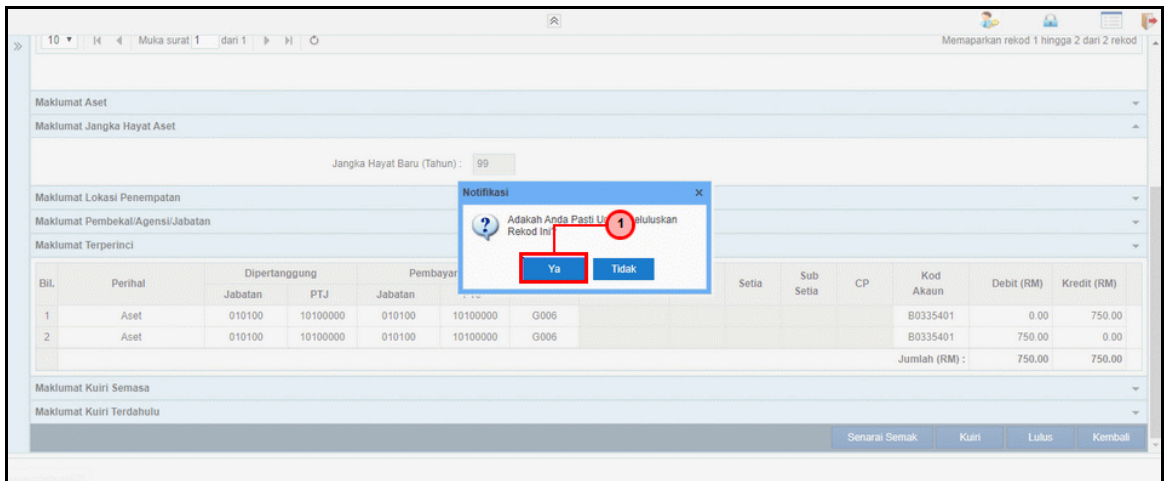 10 Muka surat 1 dari 1 Memaparkan rekod 1 hingga 2 dari 2 rekod
Maklumat Aset
Maklumat Jangka Hayat Aset
Jangka Hayat Baru (Tahun) : 99
Maklumat Lokasi Penempatan
Maklumat Pembekal/Agensi/Jabatan
Maklumat Terperinci
Notifikasi x
Adakah Anda Pasti 1 eluluskan
Rekod Ini?
Ya Tidak
Bil. Perihal Dipertanggung Setia Sub Setia CP Kod Akaun Debit (RM) Kredit (RM)
Jabatan PTJ Jabatan
1 Aset 010100 10100000 010100 10100000 G006 B0335401 0.00 750.00
2 Aset 010100 10100000 010100 10100000 G006 B0335401 750.00 0.00
Jumlah (RM) : 750.00 750.00
Maklumat Kuiri Semasa
Maklumat Kuiri Terdahulu
Senarai Semak Kuiri Lulus Kembali